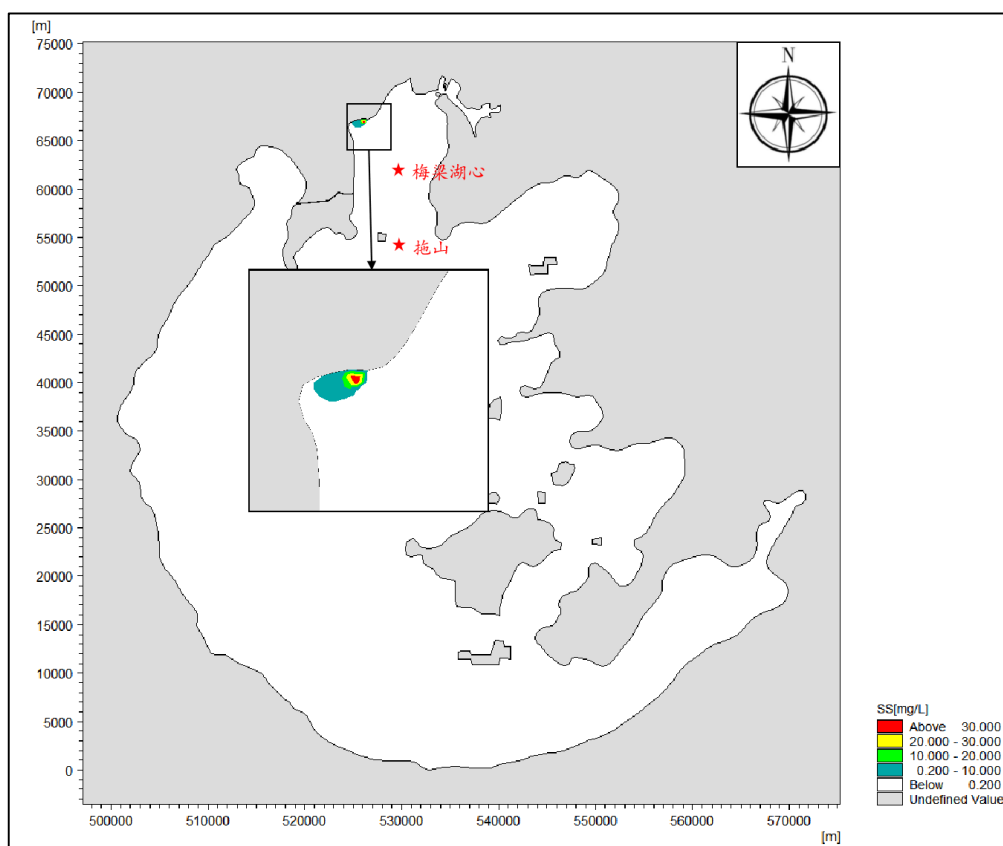 [m]
75000
N
70000
65000
60000
梅梁湖心
55000
拖山
50000
45000
40000
35000
30000
25000
20000
15000
10000
5000
0
SS[mg/L]
Above 30.000
20.000 - 30.000
10.000 - 20.000
0.200 - 10.000
Below 0.200
Undefined Value
500000 510000 520000 530000 540000 550000 560000 570000
[m]